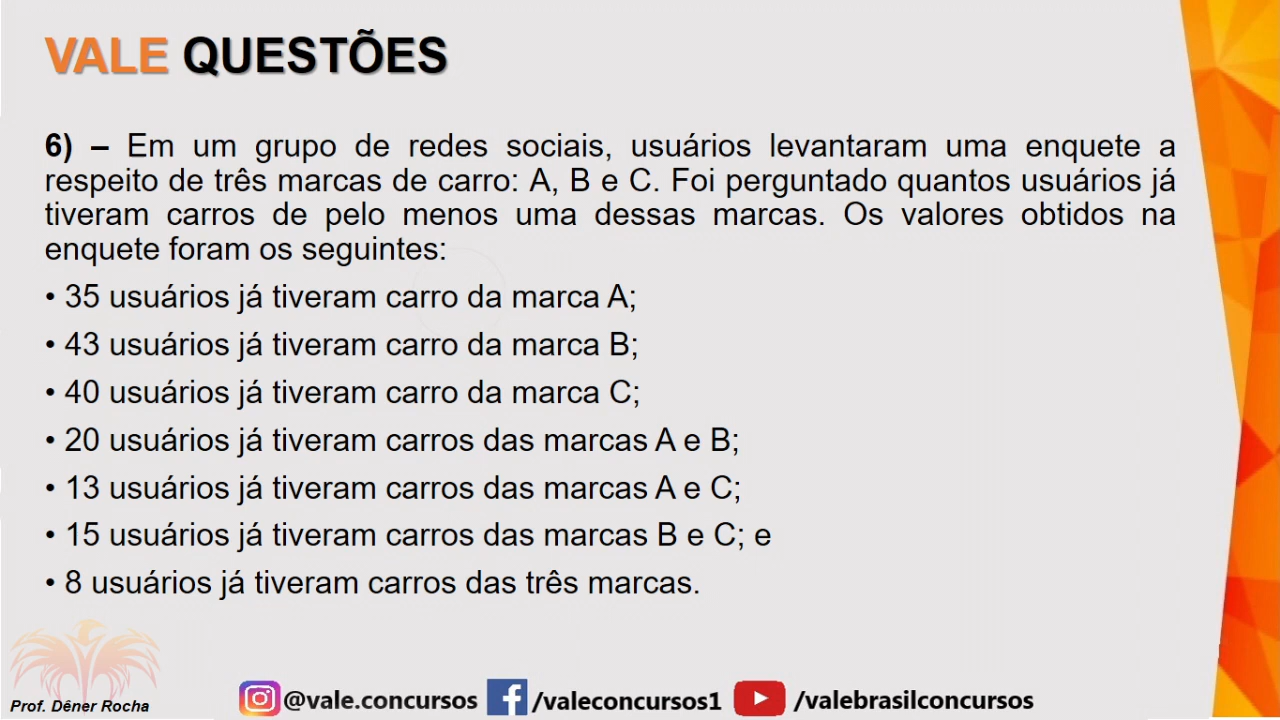 VALE QUESTÕES
6) – Em um grupo de redes sociais, usuários levantaram uma enquete a
respeito de três marcas de carro: A, B e C. Foi perguntado quantos usuários já
tiveram carros de pelo menos uma dessas marcas. Os valores obtidos na
enquete foram os seguintes:
• 35 usuários já tiveram carro da marca A;
• 43 usuários já tiveram carro da marca B;
• 40 usuários já tiveram carro da marca C;
• 20 usuários já tiveram carros das marcas A e B;
• 13 usuários já tiveram carros das marcas A e C;
• 15 usuários já tiveram carros das marcas B e C; e
• 8 usuários já tiveram carros das três marcas.
Prof. Dêner Rocha
@vale.concursos /valeconcursos1 /valebrasilconcursos